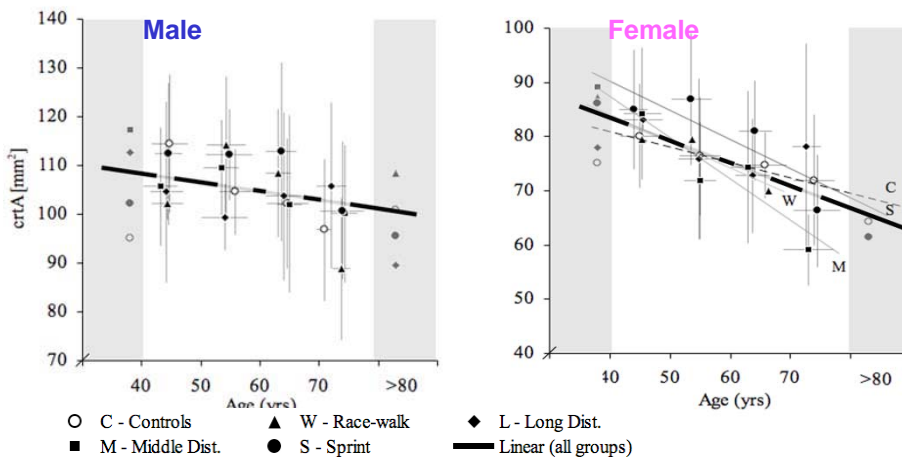 Male
Female
crtA [mm²]
140
130
120
110
100
90
80
70
40
50
60
70
>80
Age (yrs)
100
90
80
70
60
50
40
40
50
60
70
>80
Age (yrs)
C
S
W
M
C - Controls
W - Race-walk
L - Long Dist.
M - Middle Dist.
S - Sprint
Linear (all groups)